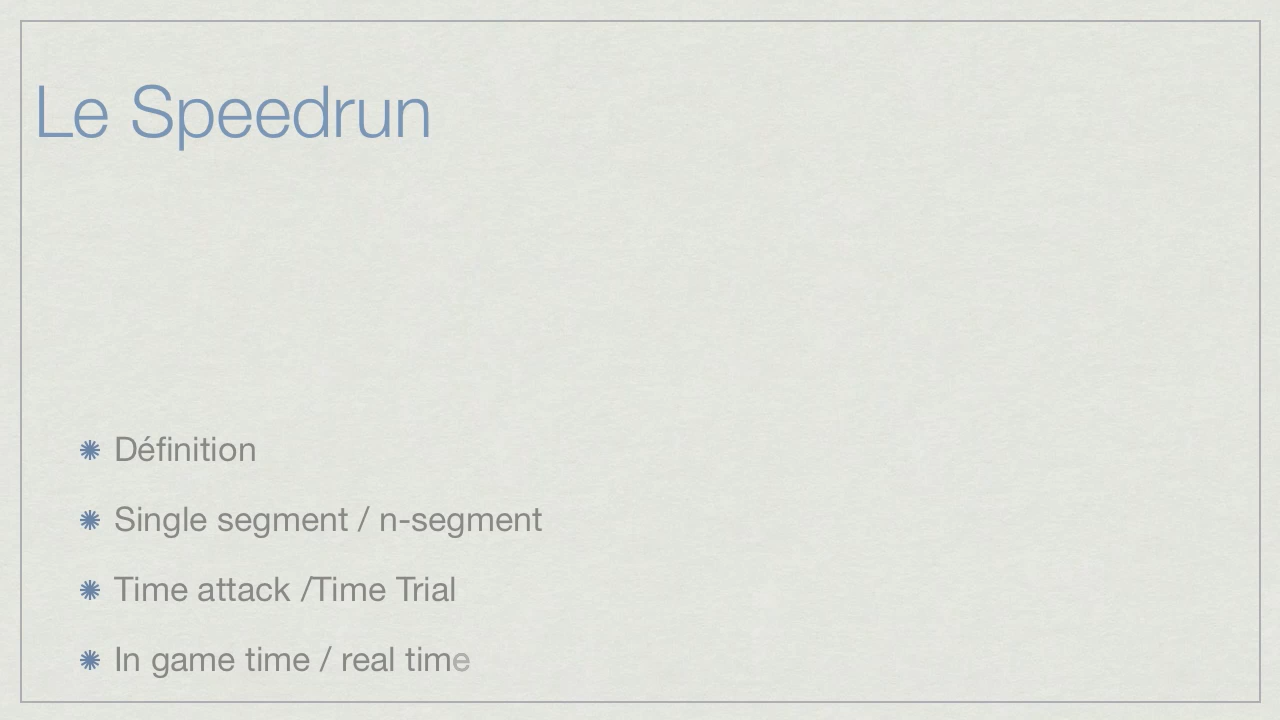 Le Speedrun
Définition
Single segment / n-segment
Time attack /Time Trial
In game time / real time